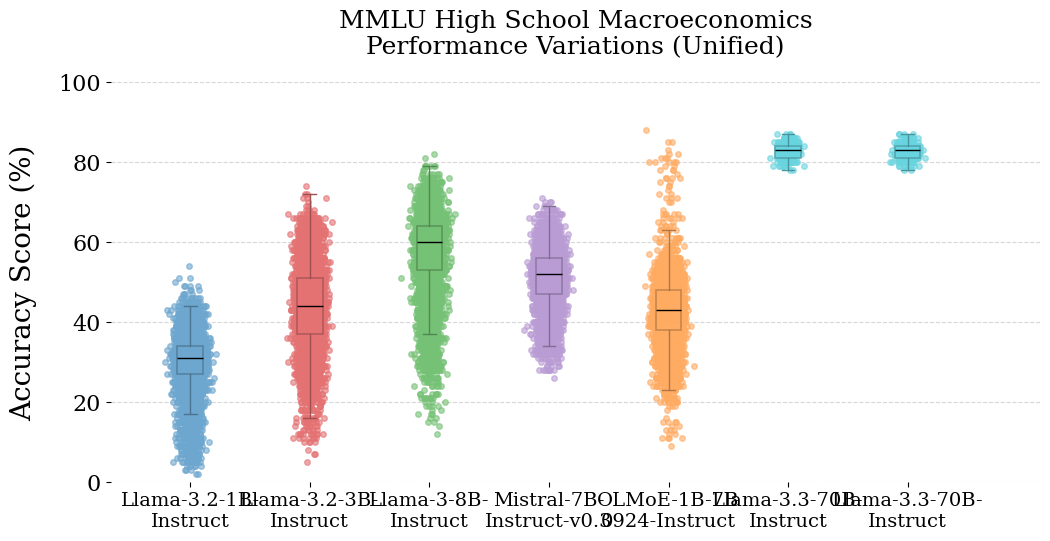 MMLU High School Macroeconomics
Performance Variations (Unified)
Accuracy Score (%)
100
80
60
40
20
0
Llama-3.2-1B-
Instruct
Llama-3.2-3B-
Instruct
Llama-3-8B-
Instruct
Mistral-7B-
Instruct-v0.3
OLMoE-1B-7B-
0924-Instruct
Llama-3.3-70B-
Instruct
Llama-3.3-70B-
Instruct